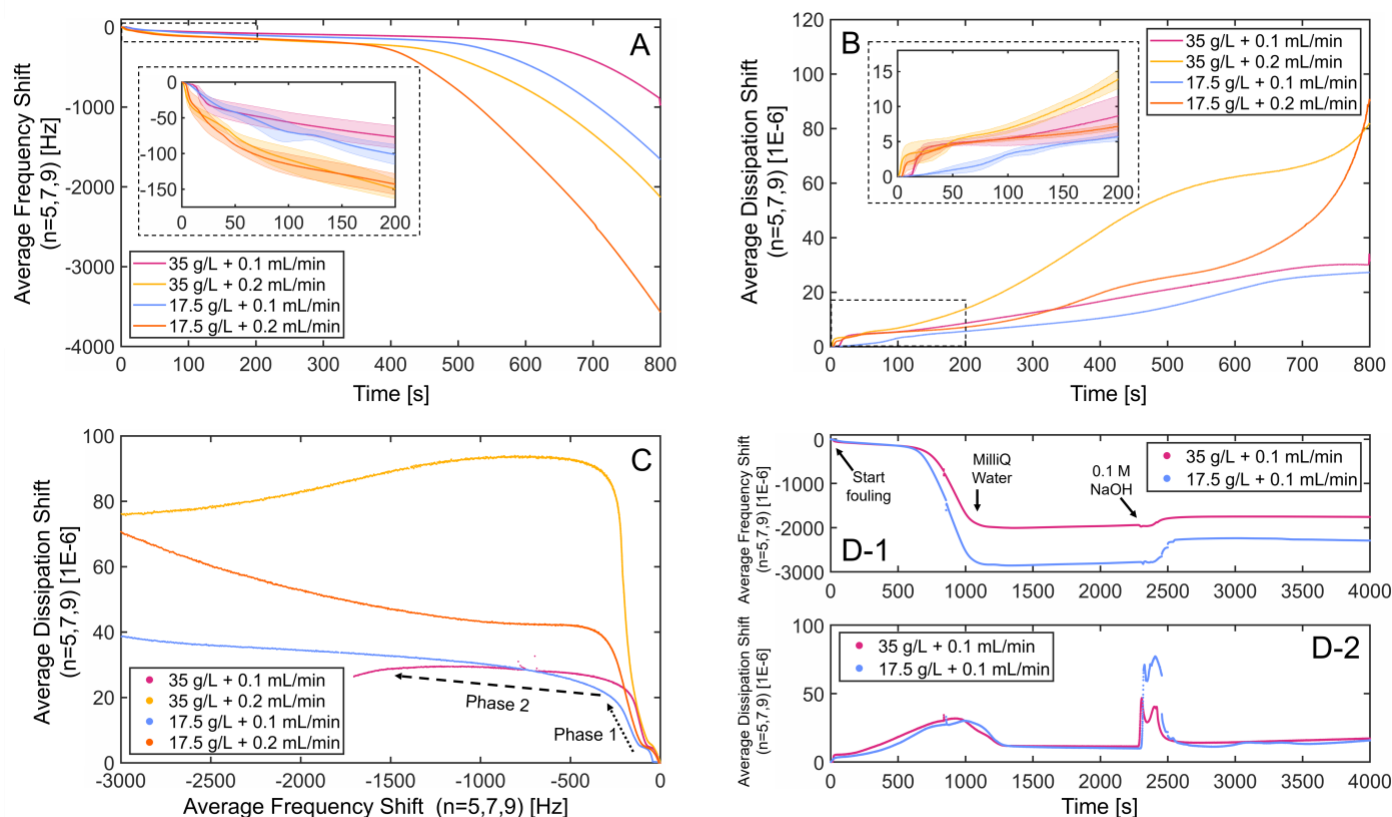 A
Average Frequency Shift
(n=5,7,9) [Hz]
0
-1000
-2000
-3000
-4000
0
-50
-100
-150
0 50 100 150 200
35 g/L + 0.1 mL/min
35 g/L + 0.2 mL/min
17.5 g/L + 0.1 mL/min
17.5 g/L + 0.2 mL/min
0 100 200 300 400 500 600 700 800
Time [s]
B
Average Dissipation Shift
(n=5,7,9) [1E-6]
120
100
80
60
40
20
0
15
10
5
0
0 50 100 150 200
35 g/L + 0.1 mL/min
35 g/L + 0.2 mL/min
17.5 g/L + 0.1 mL/min
17.5 g/L + 0.2 mL/min
0 100 200 300 400 500 600 700 800
Time [s]
C
Average Dissipation Shift
(n=5,7,9) [1E-6]
100
80
60
40
20
0
Phase 2
Phase 1
35 g/L + 0.1 mL/min
35 g/L + 0.2 mL/min
17.5 g/L + 0.1 mL/min
17.5 g/L + 0.2 mL/min
-3000 -2500 -2000 -1500 -1000 -500 0
Average Frequency Shift (n=5,7,9) [Hz]
Average Frequency Shift
(n=5,7,9) [1E-6]
0
-1000
-2000
-3000
Start
fouling
MilliQ
Water
0.1 M
NaOH
35 g/L + 0.1 mL/min
17.5 g/L + 0.1 mL/min
D-1
0 500 1000 1500 2000 2500 3000 3500 4000
Average Dissipation Shift
(n=5,7,9) [1E-6]
100
50
0
35 g/L + 0.1 mL/min
17.5 g/L + 0.1 mL/min
D-2
0 500 1000 1500 2000 2500 3000 3500 4000
Time [s]